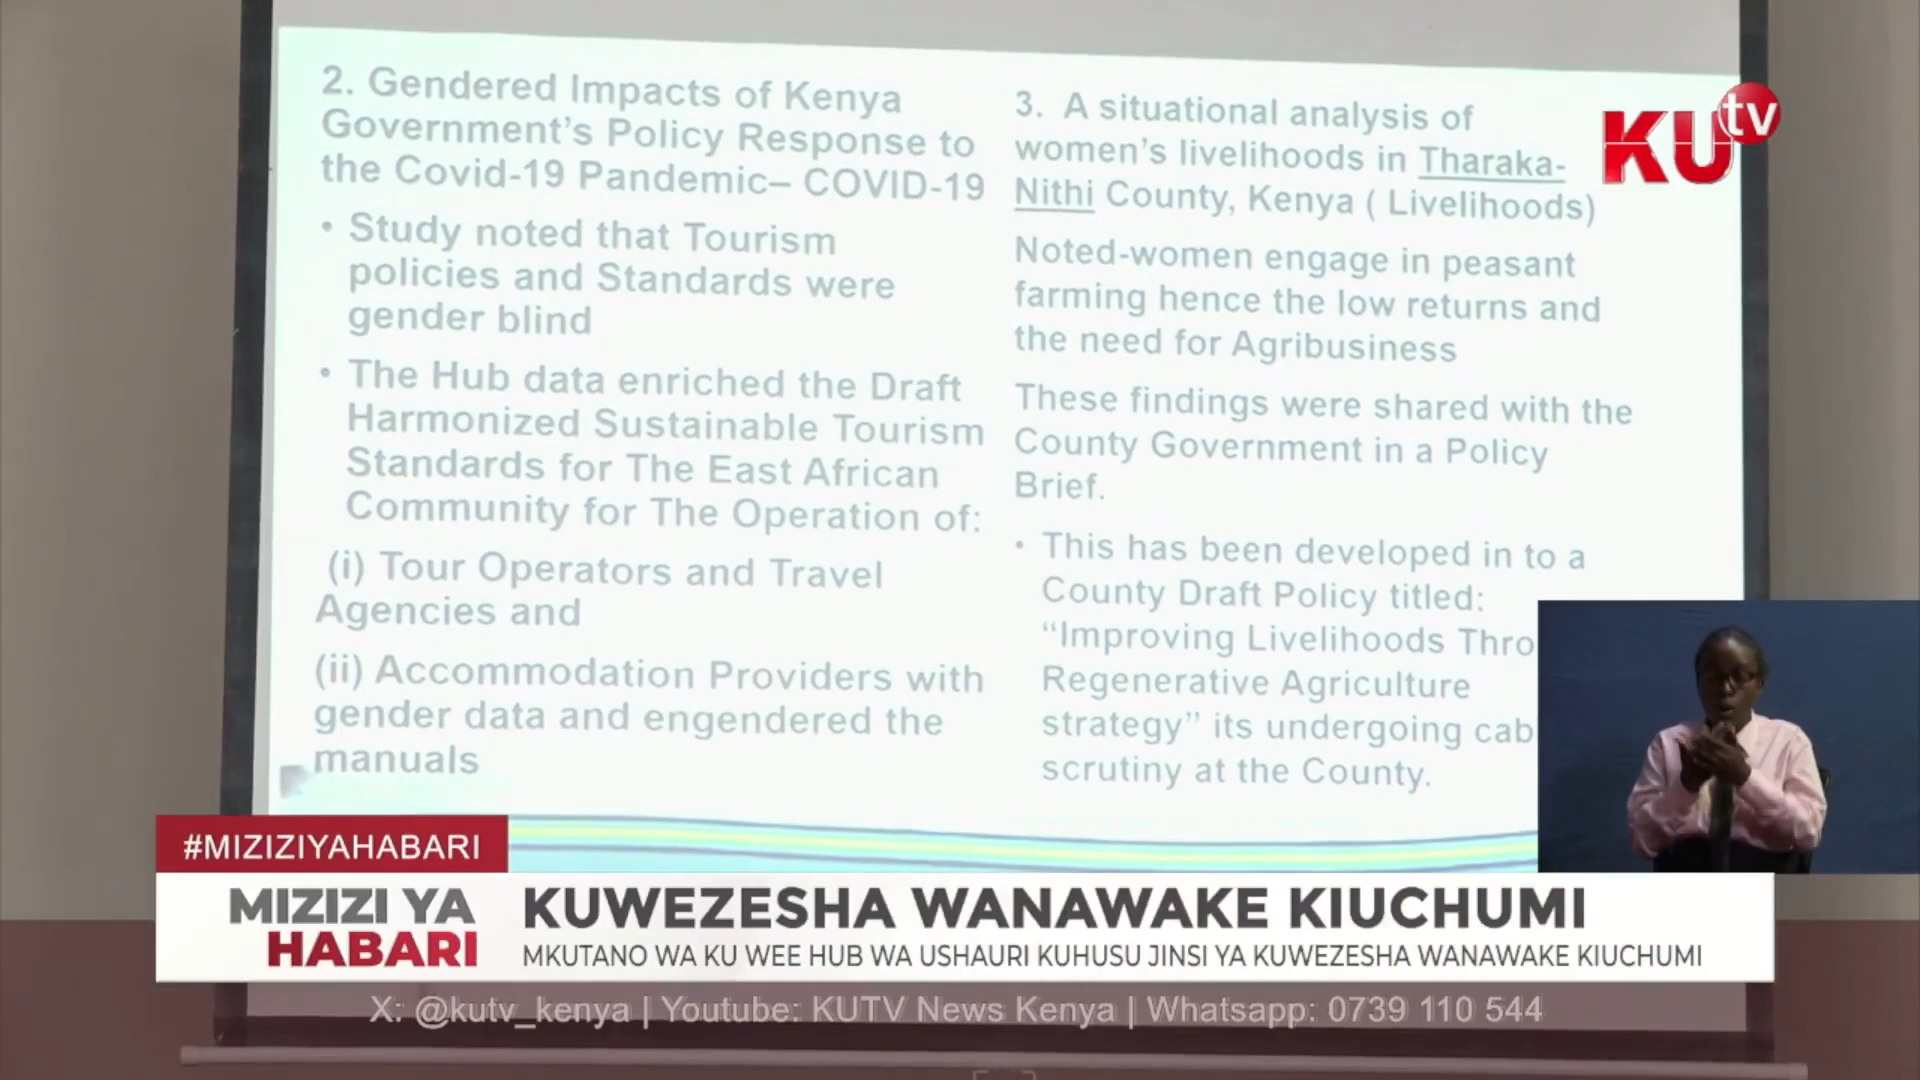 2. Gendered Impacts of Kenya
Government's Policy Response to
the Covid-19 Pandemic– COVID-19
• Study noted that Tourism
policies and Standards were
gender blind
• The Hub data enriched the Draft
Harmonized Sustainable Tourism
Standards for The East African
Community for The Operation of:
(i) Tour Operators and Travel
Agencies and
(ii) Accommodation Providers with
gender data and engendered the
manuals
3. A situational analysis of
women's livelihoods in Tharaka-
Nithi County, Kenya ( Livelihoods)
Noted-women engage in peasant
farming hence the low returns and
the need for Agribusiness
These findings were shared with the
County Government in a Policy
Brief.
• This has been developed in to a
County Draft Policy titled:
“Improving Livelihoods Thro
Regenerative Agriculture
strategy” its undergoing cab
scrutiny at the County.
KUtv
#MIZIZIYAHABARI
MIZIZI YA
HABARI
KUWEZESHA WANAWAKE KIUCHUMI
MKUTANO WA KU WEE HUB WA USHAURI KUHUSU JINSI YA KUWEZESHA WANAWAKE KIUCHUMI
X: @kutv_kenya | Youtube: KUTV News Kenya | Whatsapp: 0739 110 544